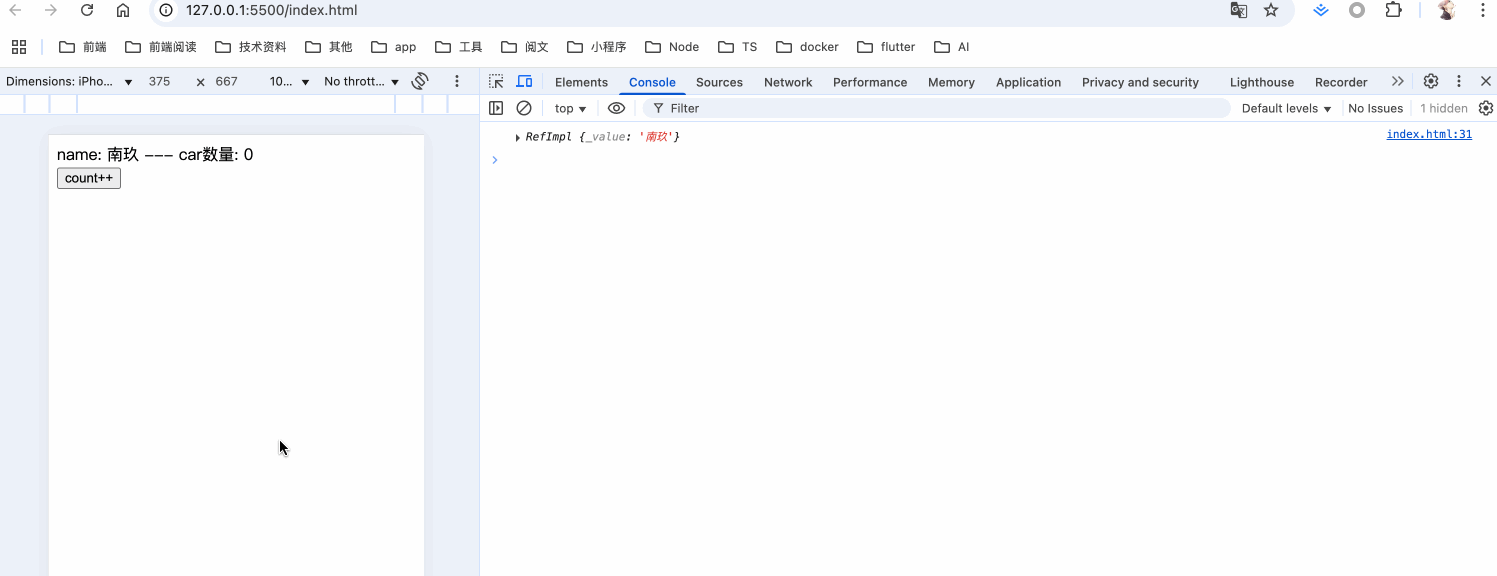 127.0.0.1:5500/index.html
前端 前端阅读 技术资料 其他 app 工具 阅文 小程序 Node TS docker flutter AI
Dimensions: iPho... 375 × 667 10... No thrott...
Elements Console Sources Network Performance Memory Application Privacy and security Lighthouse Recorder
top Filter Default levels No Issues 1 hidden
RefImpl {_value: '南玖'} index.html:31
name: 南玖 --- car数量: 0
count++